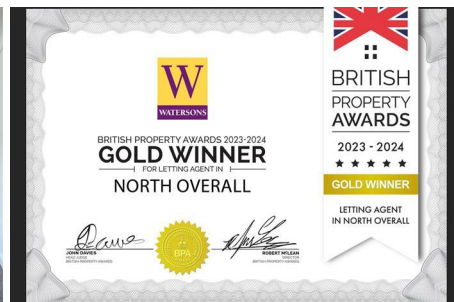 W
WATERSONS
BRITISH PROPERTY AWARDS 2023-2024
GOLD WINNER
FOR LETTING AGENT IN
NORTH OVERALL
JOHN DAVIES
HEAD JUDGE
BRITISH PROPERTY AWARDS
BPA
ROBERT MCLEAN
DIRECTOR
BRITISH PROPERTY AWARDS
BRITISH
PROPERTY
AWARDS
2023 - 2024
GOLD WINNER
LETTING AGENT
IN NORTH OVERALL